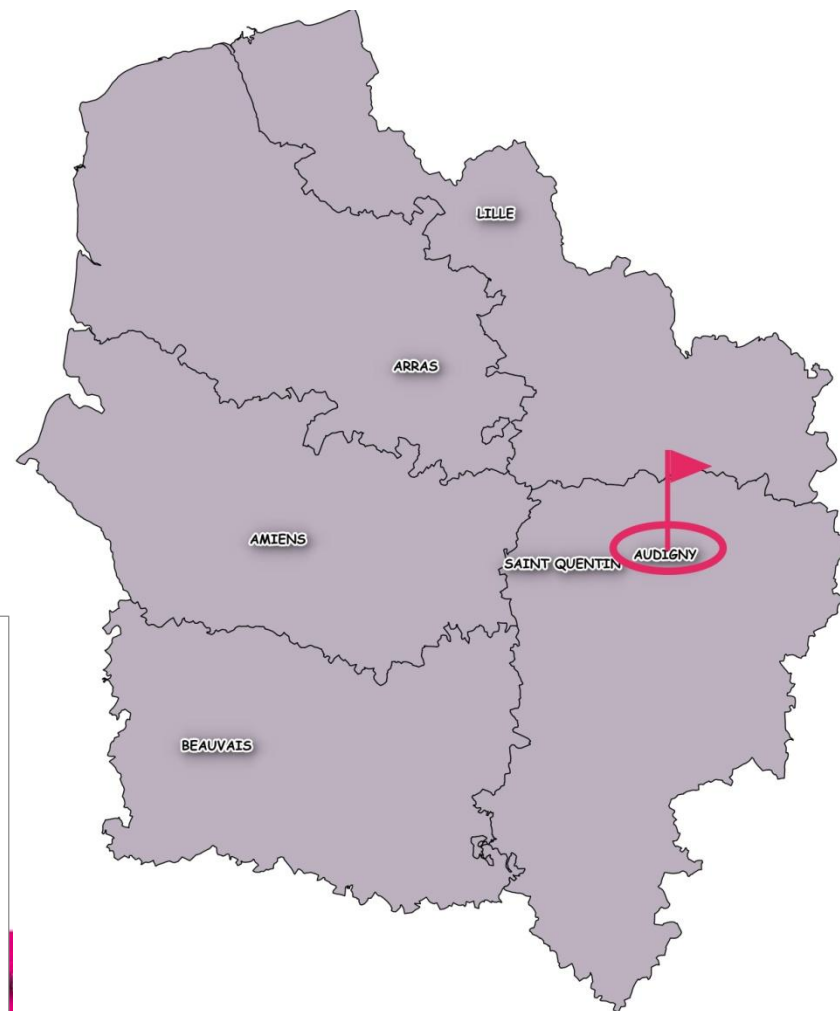 LILLE
ARRAS
AMIENS
SAINT QUENTIN
AUDIGNY
BEAUVAIS